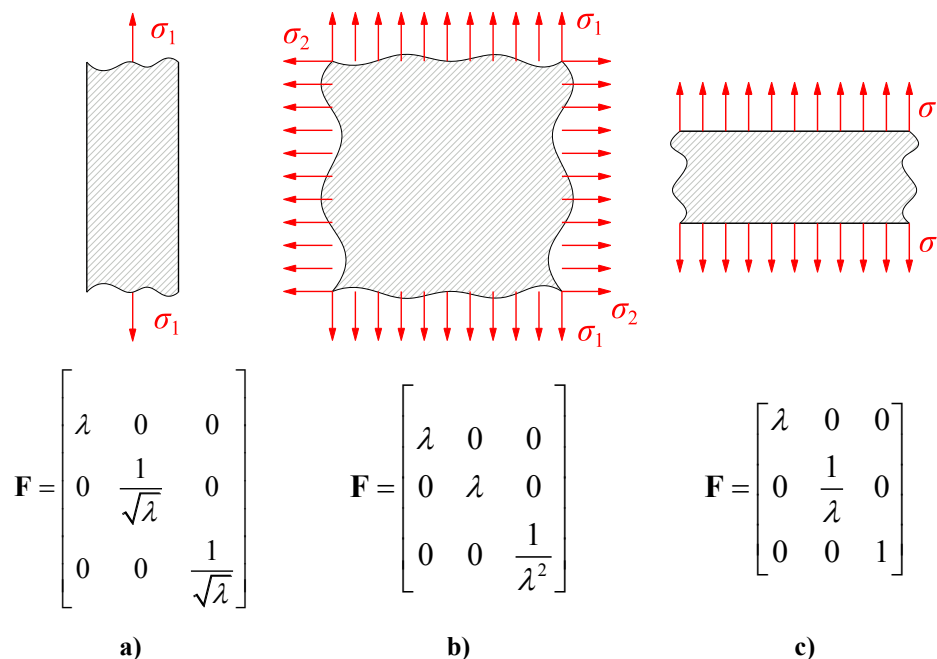 σ₁ σ₂ σ₁
σ
σ
σ₁ σ₁ σ₂
F = [λ 0 0; 0 1/√λ 0; 0 0 1/√λ]
F = [λ 0 0; 0 λ 0; 0 0 1/λ²]
F = [λ 0 0; 0 1/λ 0; 0 0 1]
a) b) c)